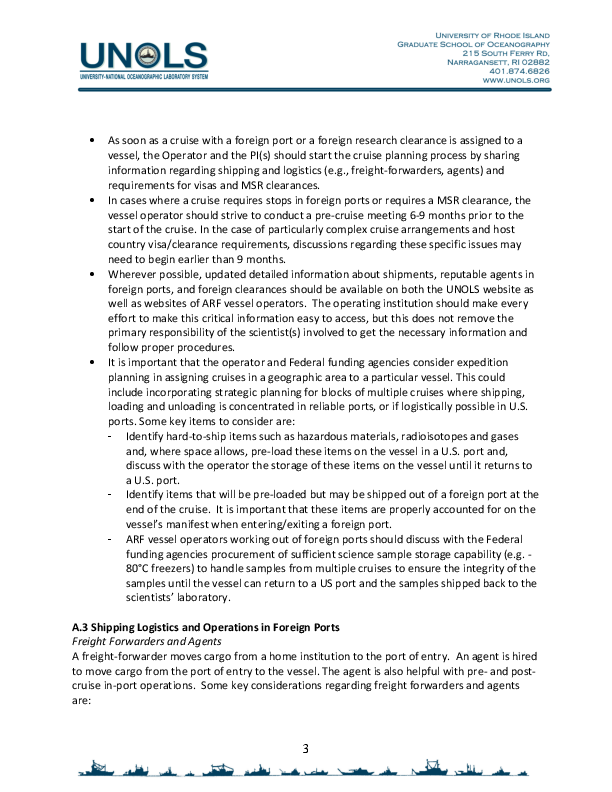 UNOLS
UNIVERSITY-NATIONAL OCEANOGRAPHIC LABORATORY SYSTEM
UNIVERSITY OF RHODE ISLAND
GRADUATE SCHOOL OF OCEANOGRAPHY
215 SOUTH FERRY RD,
NARRAGANSETT, RI 02882
401.874.6826
WWW.UNOLS.ORG
• As soon as a cruise with a foreign port or a foreign research clearance is assigned to a
vessel, the Operator and the PI(s) should start the cruise planning process by sharing
information regarding shipping and logistics (e.g., freight-forwarders, agents) and
requirements for visas and MSR clearances.
• In cases where a cruise requires stops in foreign ports or requires a MSR clearance, the
vessel operator should strive to conduct a pre-cruise meeting 6-9 months prior to the
start of the cruise. In the case of particularly complex cruise arrangements and host
country visa/clearance requirements, discussions regarding these specific issues may
need to begin earlier than 9 months.
• Wherever possible, updated detailed information about shipments, reputable agents in
foreign ports, and foreign clearances should be available on both the UNOLS website as
well as websites of ARF vessel operators. The operating institution should make every
effort to make this critical information easy to access, but this does not remove the
primary responsibility of the scientist(s) involved to get the necessary information and
follow proper procedures.
• It is important that the operator and Federal funding agencies consider expedition
planning in assigning cruises in a geographic area to a particular vessel. This could
include incorporating strategic planning for blocks of multiple cruises where shipping,
loading and unloading is concentrated in reliable ports, or if logistically possible in U.S.
ports. Some key items to consider are:
- Identify hard-to-ship items such as hazardous materials, radioisotopes and gases
and, where space allows, pre-load these items on the vessel in a U.S. port and,
discuss with the operator the storage of these items on the vessel until it returns to
a U.S. port.
- Identify items that will be pre-loaded but may be shipped out of a foreign port at the
end of the cruise. It is important that these items are properly accounted for on the
vessel's manifest when entering/exiting a foreign port.
- ARF vessel operators working out of foreign ports should discuss with the Federal
funding agencies procurement of sufficient science sample storage capability (e.g. -
80°C freezers) to handle samples from multiple cruises to ensure the integrity of the
samples until the vessel can return to a US port and the samples shipped back to the
scientists' laboratory.
A.3 Shipping Logistics and Operations in Foreign Ports
Freight Forwarders and Agents
A freight-forwarder moves cargo from a home institution to the port of entry. An agent is hired
to move cargo from the port of entry to the vessel. The agent is also helpful with pre- and post-
cruise in-port operations. Some key considerations regarding freight forwarders and agents
are:
3